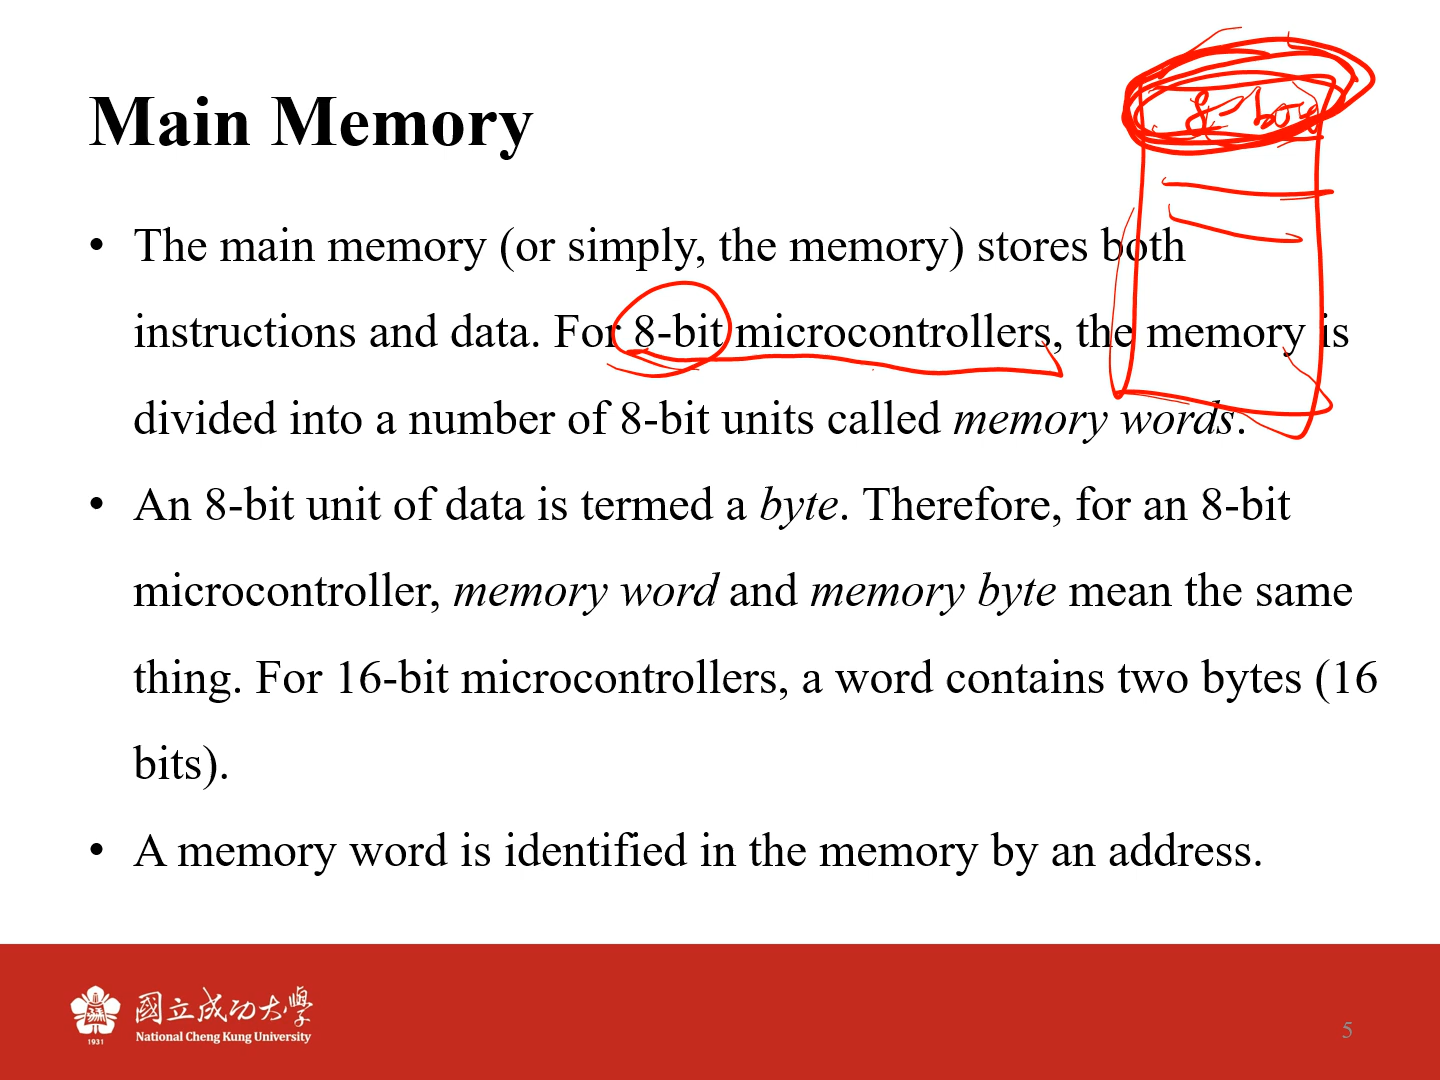 Main Memory
• The main memory (or simply, the memory) stores both
instructions and data. For 8-bit microcontrollers, the memory is
divided into a number of 8-bit units called memory words.
• An 8-bit unit of data is termed a byte. Therefore, for an 8-bit
microcontroller, memory word and memory byte mean the same
thing. For 16-bit microcontrollers, a word contains two bytes (16
bits).
• A memory word is identified in the memory by an address.
國立成功大學
National Cheng Kung University
1931
5